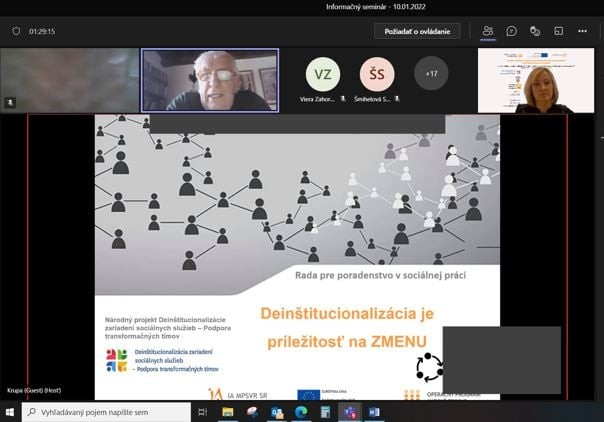 Informačný seminár - 10.01.2022
01:29:15
Požiadať o ovládanie
VZ
ŠS
+17
Viera Zahor...
Šmihelová S...
Rada pre poradenstvo v sociálnej práci
Národný projekt Deinštitucionalizácie
zariadení sociálnych služieb – Podpora
transformačných tímov
Deinštitucionalizácia je
príležitosť na ZMENU
Deinštitucionalizácia zariadení
sociálnych služieb
– Podpora transformačných tímov
Krupa (Guest) (Hosť)
IA MPSVR SR
EURÓPSKA ÚNIA
OPERAČNÝ PROGRAM
Vyhľadávaný pojem napíšte sem